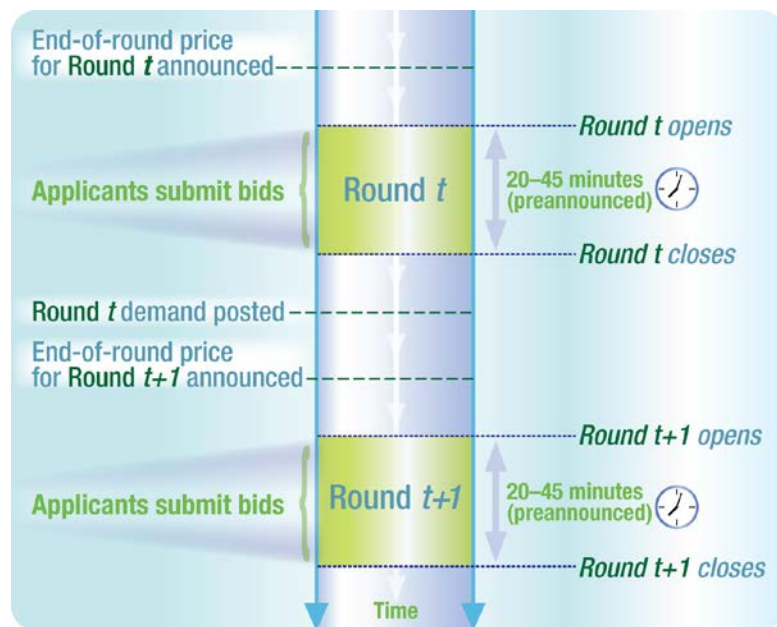 End-of-round price
for Round t announced
Round t opens
Applicants submit bids
Round t
20–45 minutes
(preannounced)
Round t closes
Round t demand posted
End-of-round price
for Round t+1 announced
Round t+1 opens
Applicants submit bids
Round t+1
20–45 minutes
(preannounced)
Round t+1 closes
Time